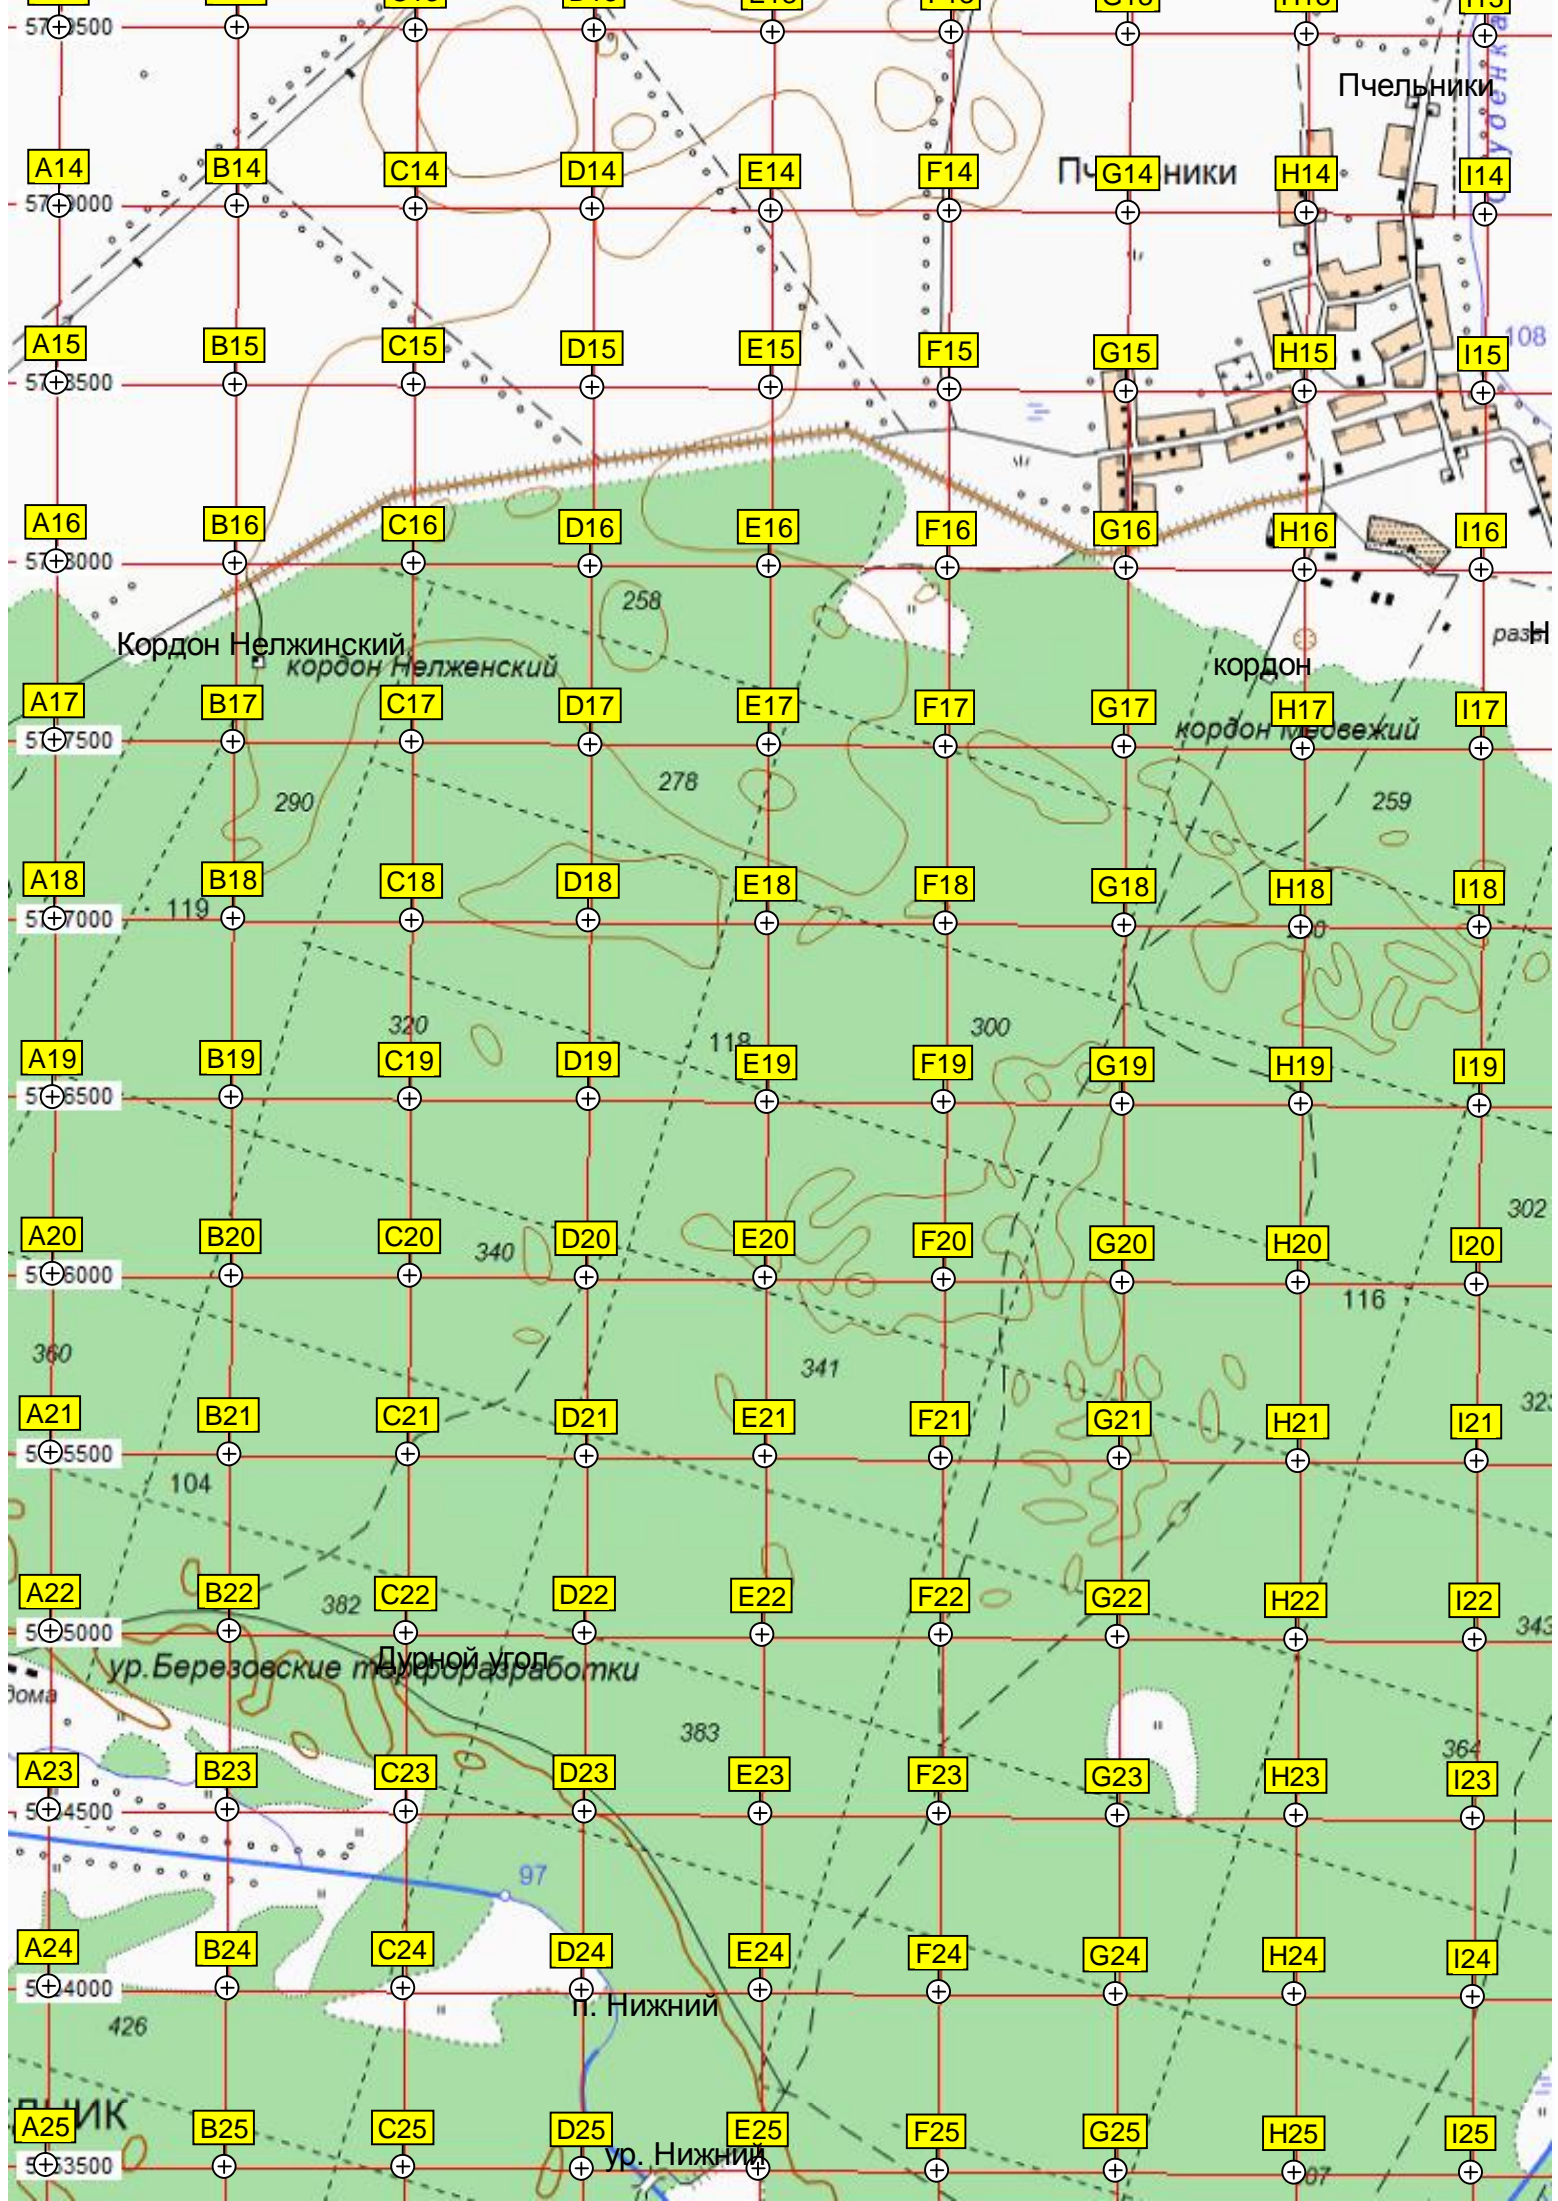 Пчельники
A14 B14 C14 D14 E14 F14 G14 H14 I14
A15 B15 C15 D15 E15 F15 G15 H15 I15
108
A16 B16 C16 D16 E16 F16 G16 H16 I16
258
Кордон Нелжинский
кордон Нелженский
кордон
A17 B17 C17 D17 E17 F17 G17 H17 I17
278
290
259
A18 B18 C18 D18 E18 F18 G18 H18 I18
119
320
118
300
A19 B19 C19 D19 E19 F19 G19 H19 I19
302
A20 B20 C20 D20 E20 F20 G20 H20 I20
340
116
360
341
A21 B21 C21 D21 E21 F21 G21 H21 I21
104
A22 B22 C22 D22 E22 F22 G22 H22 I22
382
343
Дурной угол
ур.Березовские
383
364
A23 B23 C23 D23 E23 F23 G23 H23 I23
97
A24 B24 C24 D24 E24 F24 G24 H24 I24
п. Нижний
426
A25 B25 C25 D25 E25 F25 G25 H25 I25
ур. Нижний